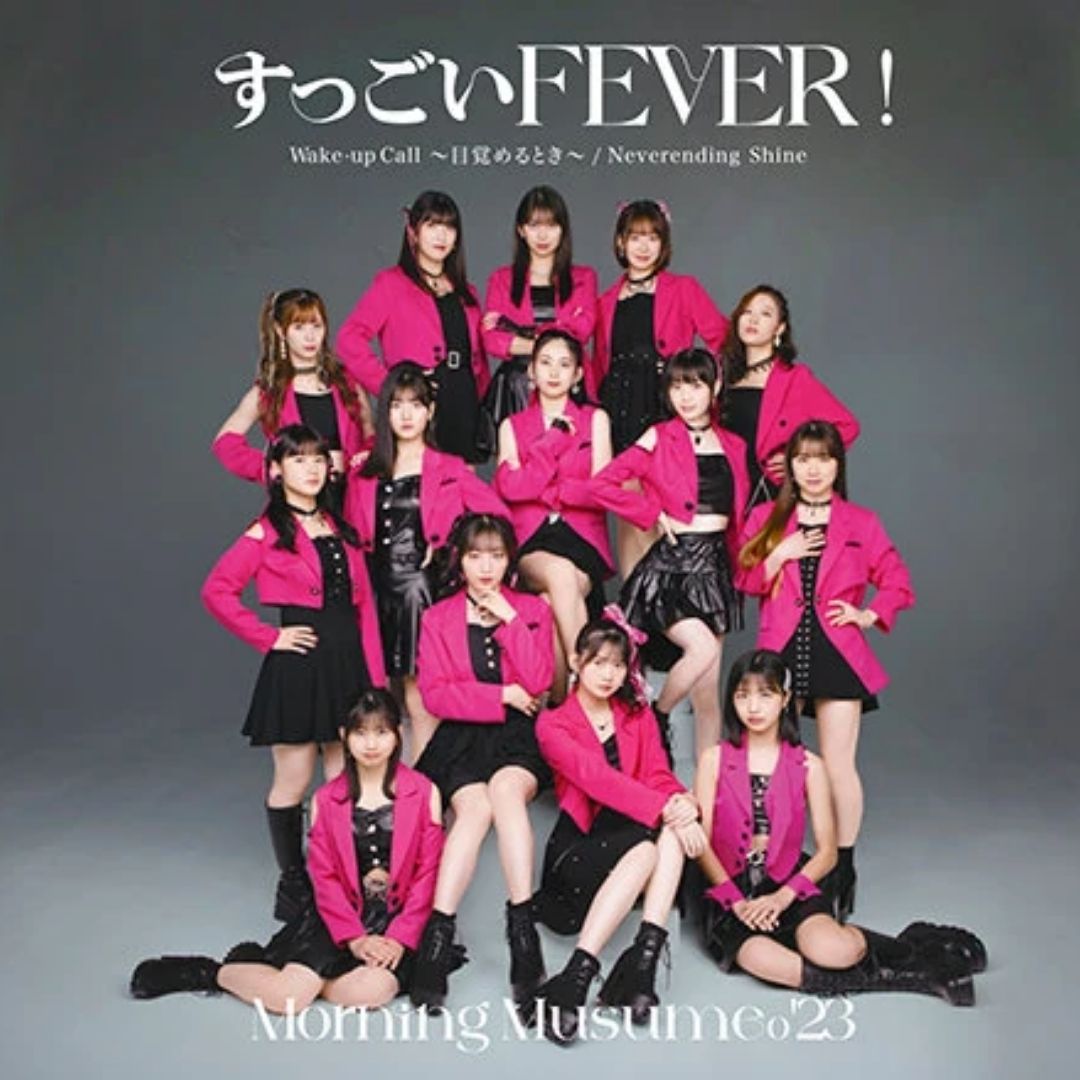 すっごいFEVER!
Wake-up Call ～目覚めるとき～ / Neverending Shine
Morning Musume。'23